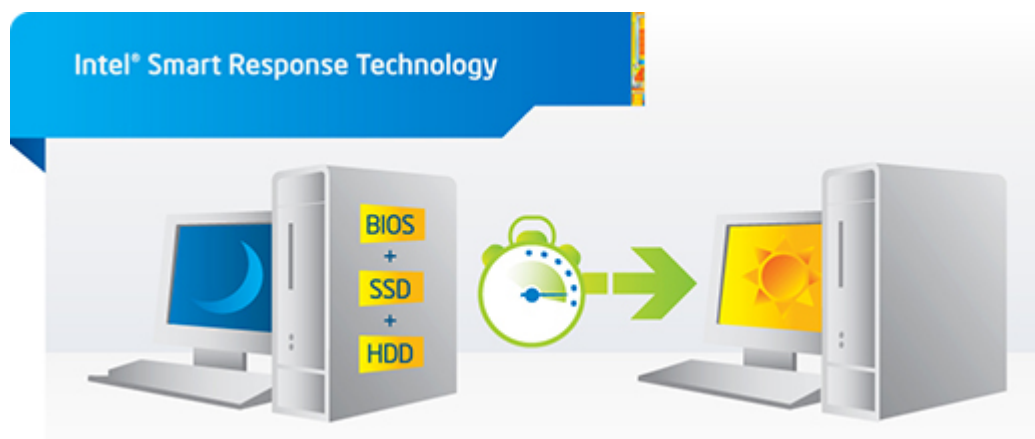 Intel® Smart Response Technology
BIOS
+
SSD
+
HDD